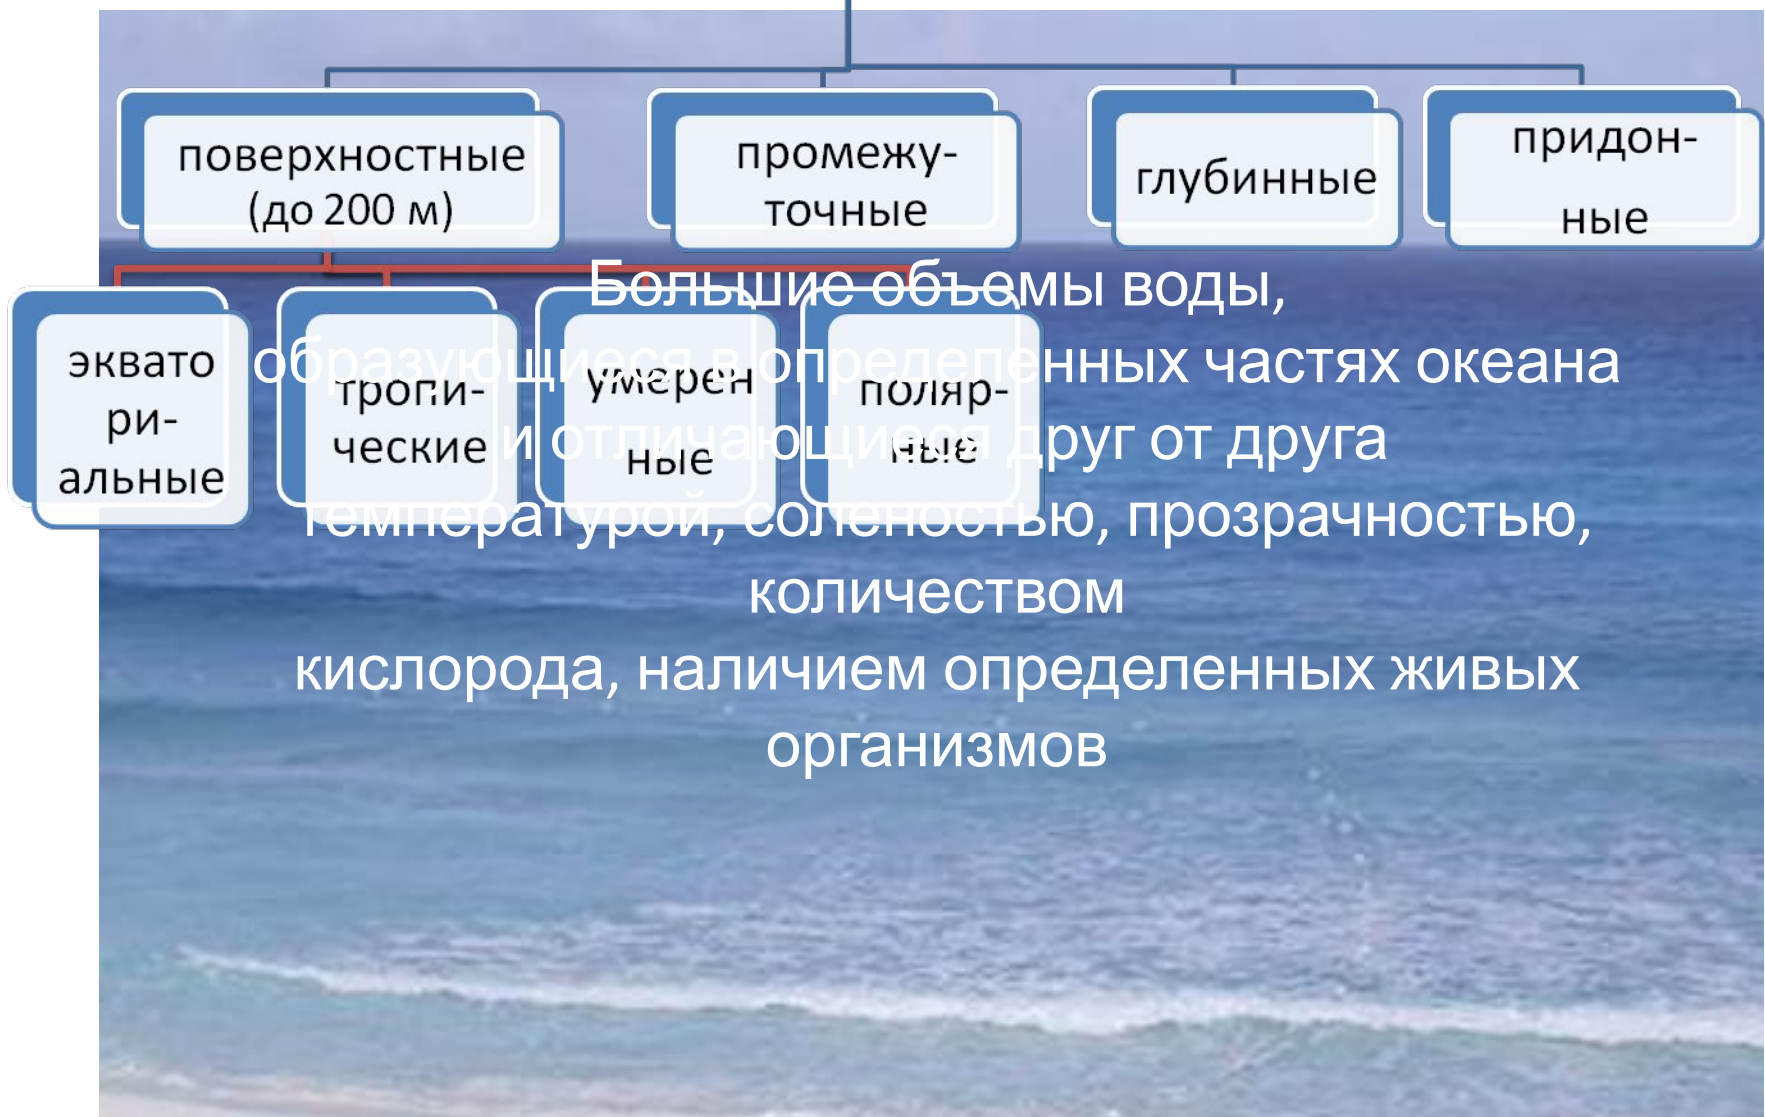 поверхностные
(до 200 м)
промежу-
точные
глубинные
придон-
ные
эквато
ри-
альные
тропи-
ческие
умерен
ные
поляр-
ные
Большие объемы воды,
образующиеся в определенных частях океана
и отличающиеся друг от друга
температурой, соленостью, прозрачностью,
количеством
кислорода, наличием определенных живых
организмов